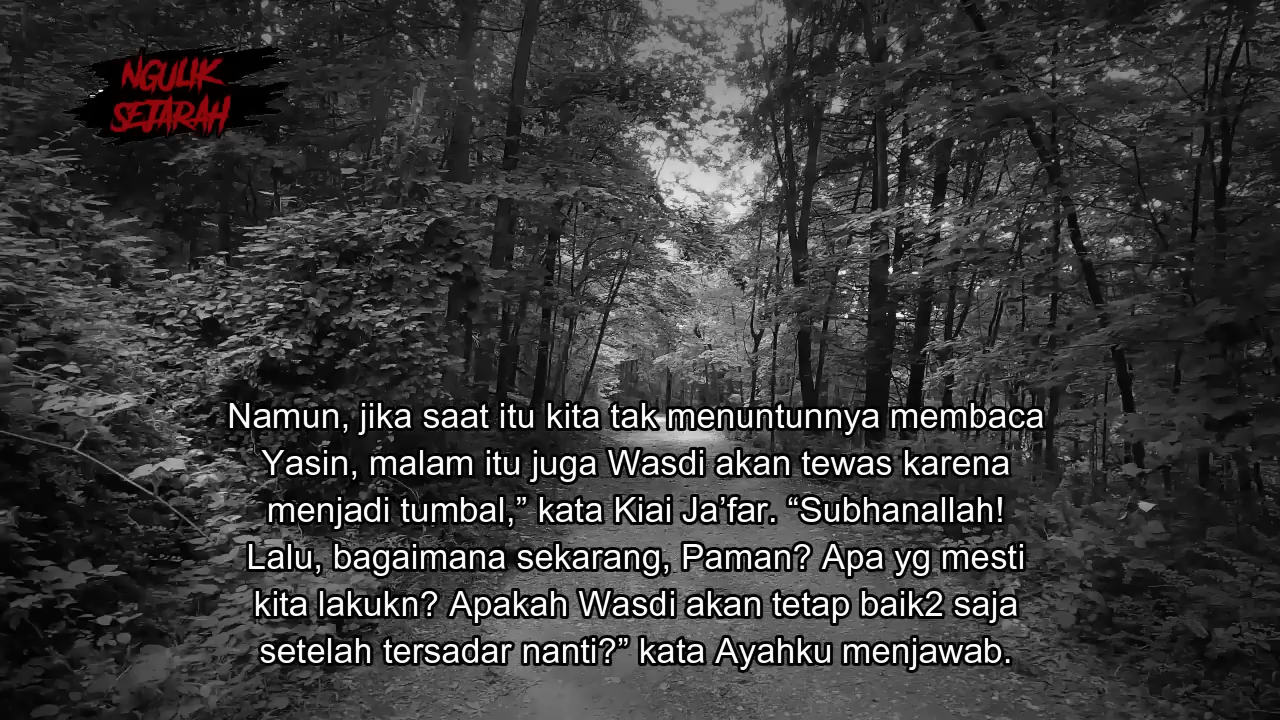 NGULIK
SEJARAH
Namun, jika saat itu kita tak menuntunnya membaca
Yasin, malam itu juga Wasdi akan tewas karena
menjadi tumbal,” kata Kiai Ja’far. “Subhanallah!
Lalu, bagaimana sekarang, Paman? Apa yg mesti
kita lakukn? Apakah Wasdi akan tetap baik2 saja
setelah tersadar nanti?” kata Ayahku menjawab.